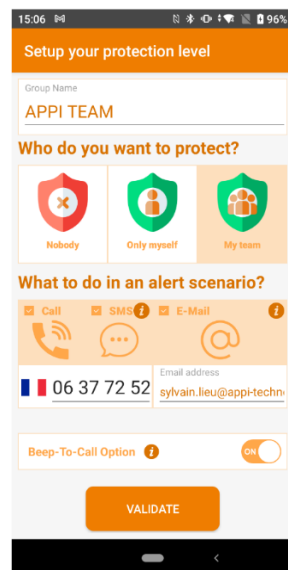 15:06 96%
Setup your protection level
Group Name
APPI TEAM
Who do you want to protect?
Nobody Only myself My team
What to do in an alert scenario?
Call SMS i E-Mail i
06 37 72 52
Email address
sylvain.lieu@appi-techn
Beep-To-Call Option i ON
VALIDATE